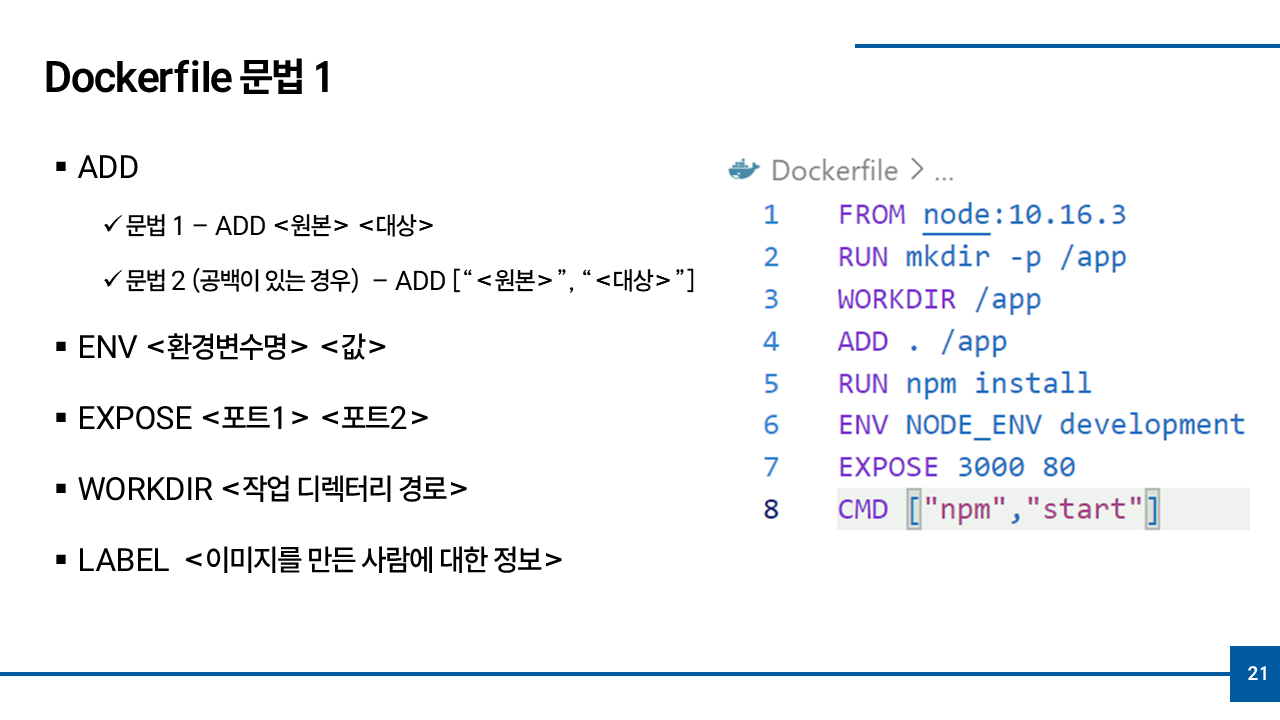 Dockerfile 문법 1
▪ ADD
✓ 문법 1 – ADD <원본> <대상>
✓ 문법 2 (공백이 있는 경우) – ADD [“<원본>”, “<대상>”]
▪ ENV <환경변수명> <값>
▪ EXPOSE <포트1> <포트2>
▪ WORKDIR <작업 디렉터리 경로>
▪ LABEL <이미지를 만든 사람에 대한 정보>
Dockerfile > ...
1 FROM node:10.16.3
2 RUN mkdir -p /app
3 WORKDIR /app
4 ADD . /app
5 RUN npm install
6 ENV NODE_ENV development
7 EXPOSE 3000 80
8 CMD ["npm","start"]
21